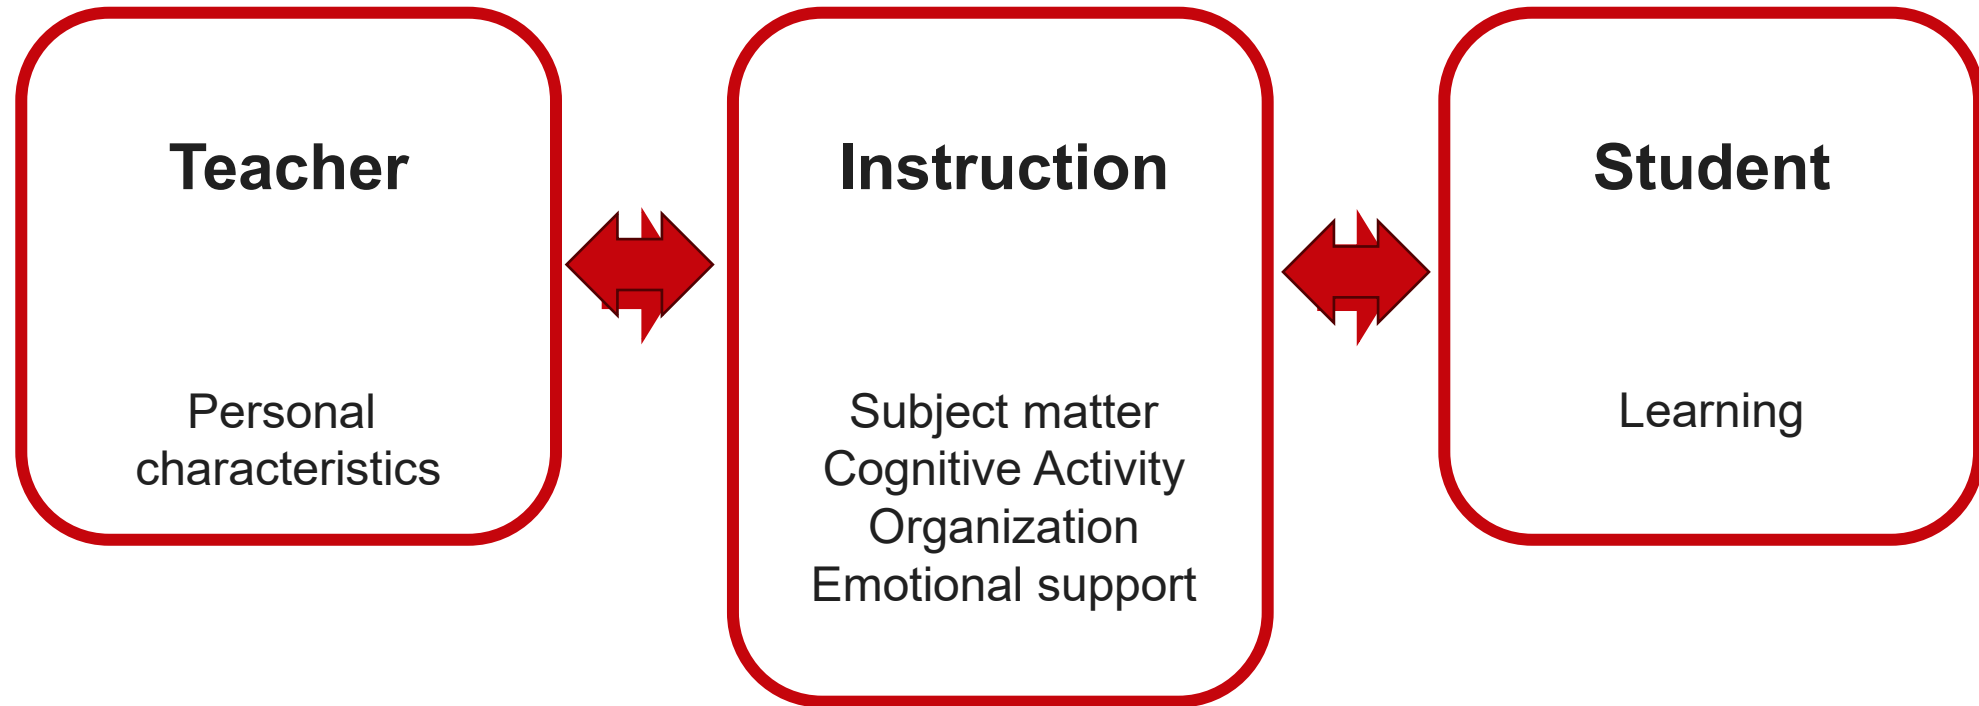 Teacher
Personal
characteristics
Instruction
Subject matter
Cognitive Activity
Organization
Emotional support
Student
Learning